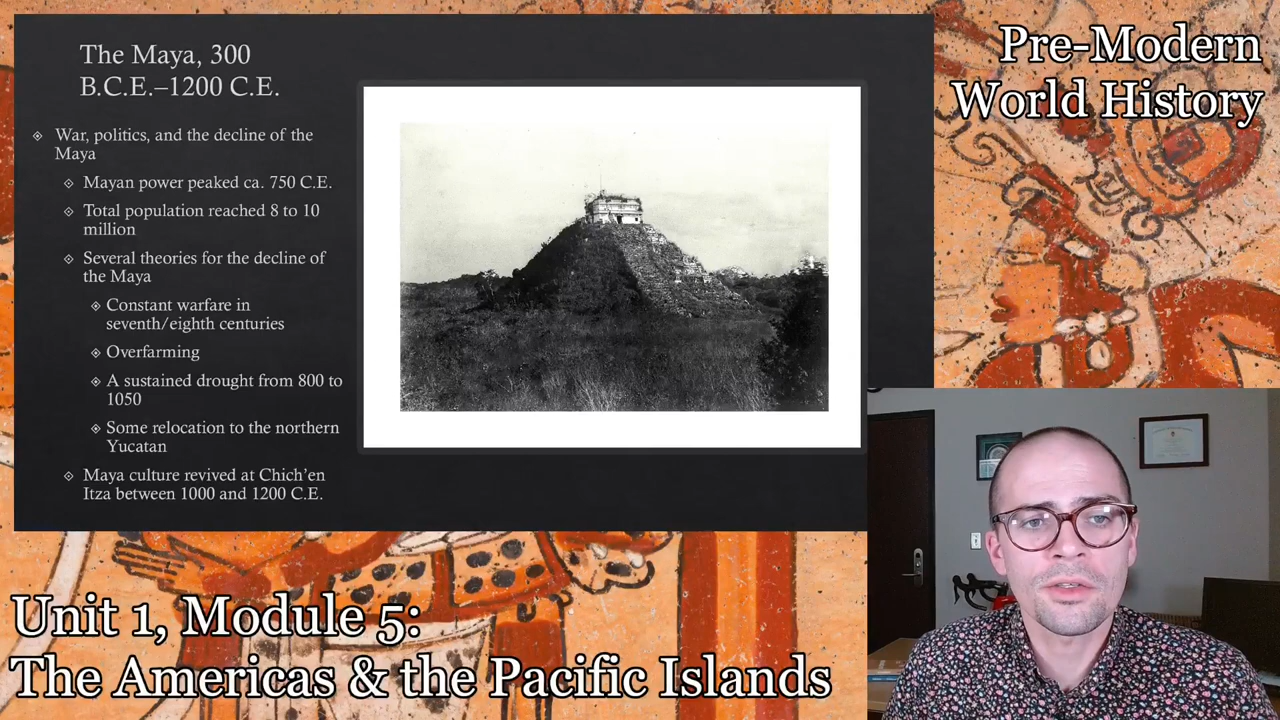 The Maya, 300
B.C.E.–1200 C.E.
War, politics, and the decline of the
Maya
Mayan power peaked ca. 750 C.E.
Total population reached 8 to 10
million
Several theories for the decline of
the Maya
Constant warfare in
seventh/eighth centuries
Overfarming
A sustained drought from 800 to
1050
Some relocation to the northern
Yucatan
Maya culture revived at Chich'en
Itza between 1000 and 1200 C.E.
Pre-Modern
World History
Unit 1, Module 5:
The Americas & the Pacific Islands